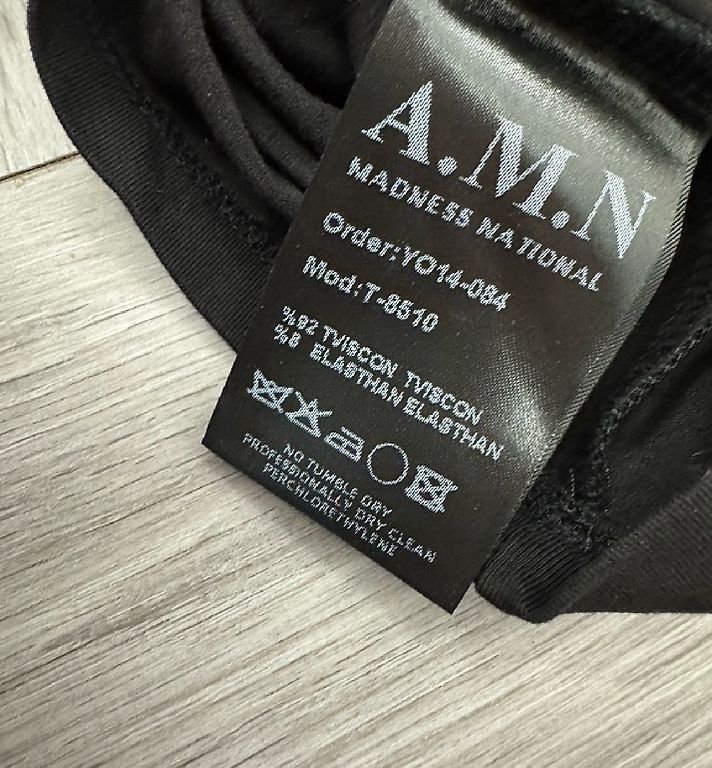 A.M.N
MADNESS NATIONAL
Order:YO14-084
Mod:T-8510
%92 TVISCON TVISCON
%8 ELASTHAN ELASTHAN
NO TUMBLE DRY
PROFESSIONALLY DRY CLEAN
PERCHLORETHYLENE